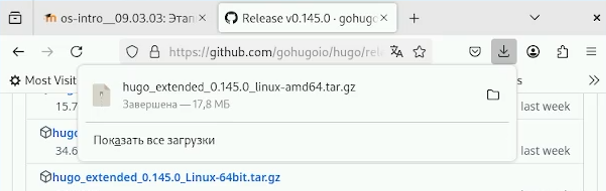 os-intro__09.03.03: Этап
Release v0.145.0 · gohugo
https://github.com/gohugoio/hugo/rel
Most Visit
s
hugo_extended_0.145.0_linux-amd64.tar.gz
Завершена — 17,8 МБ
Показать все загрузки
15.7
last week
hugo
34.6
last week
hugo_extended_0.145.0_Linux-64bit.tar.gz